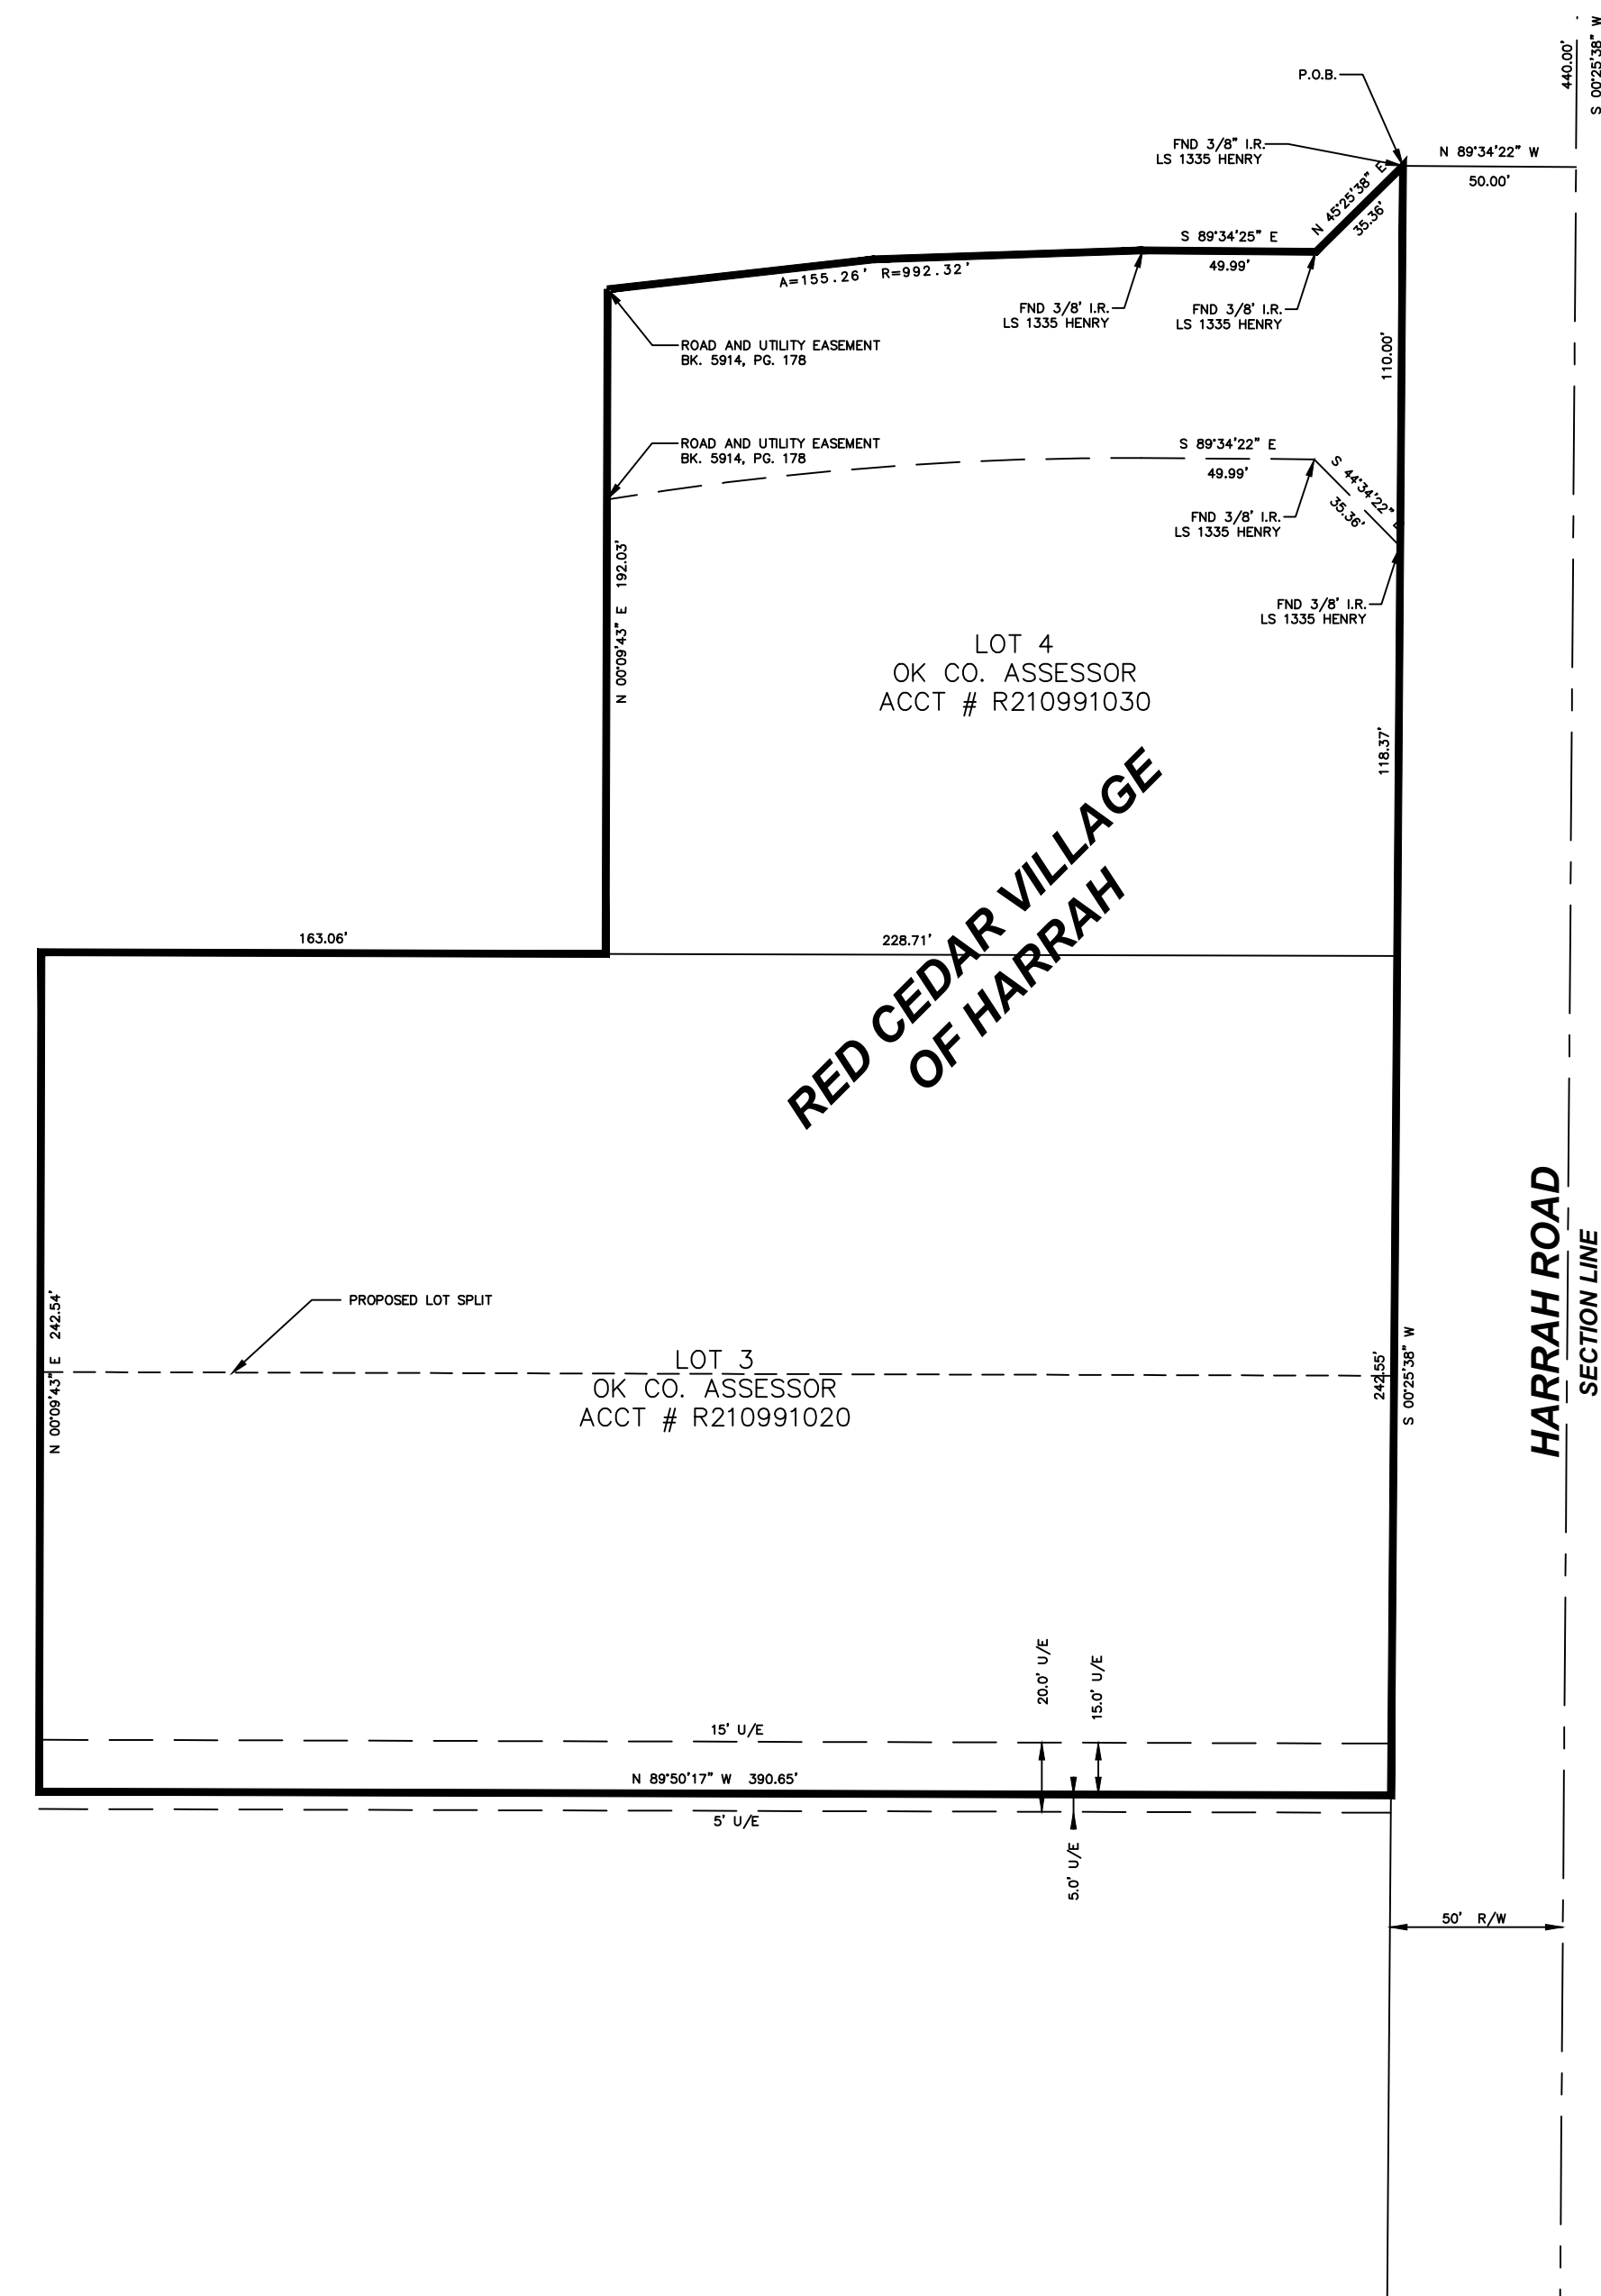 440.00'
S 00°25'38" W
P.O.B.
FND 3/8" I.R.
LS 1335 HENRY
N 89°34'22" W
50.00'
N 45°25'38" E
35.36'
S 89°34'25" E
49.99'
A=155.26' R=992.32'
FND 3/8' I.R.
LS 1335 HENRY
FND 3/8' I.R.
LS 1335 HENRY
ROAD AND UTILITY EASEMENT
BK. 5914, PG. 178
110.00'
ROAD AND UTILITY EASEMENT
BK. 5914, PG. 178
S 89°34'22" E
49.99'
S 44°34'22" E
35.36'
FND 3/8' I.R.
LS 1335 HENRY
N 00°09'43" E 192.03'
FND 3/8' I.R.
LS 1335 HENRY
LOT 4
OK CO. ASSESSOR
ACCT # R210991030
118.37'
RED CEDAR VILLAGE
OF HARRAH
163.06'
228.71'
HARRAH ROAD
SECTION LINE
N 00°09'43" E 242.54'
PROPOSED LOT SPLIT
LOT 3
OK CO. ASSESSOR
ACCT # R210991020
242.55'
S 00°25'38" W
20.0' U/E
15.0' U/E
15' U/E
N 89°50'17" W 390.65'
5' U/E
5.0' U/E
50' R/W